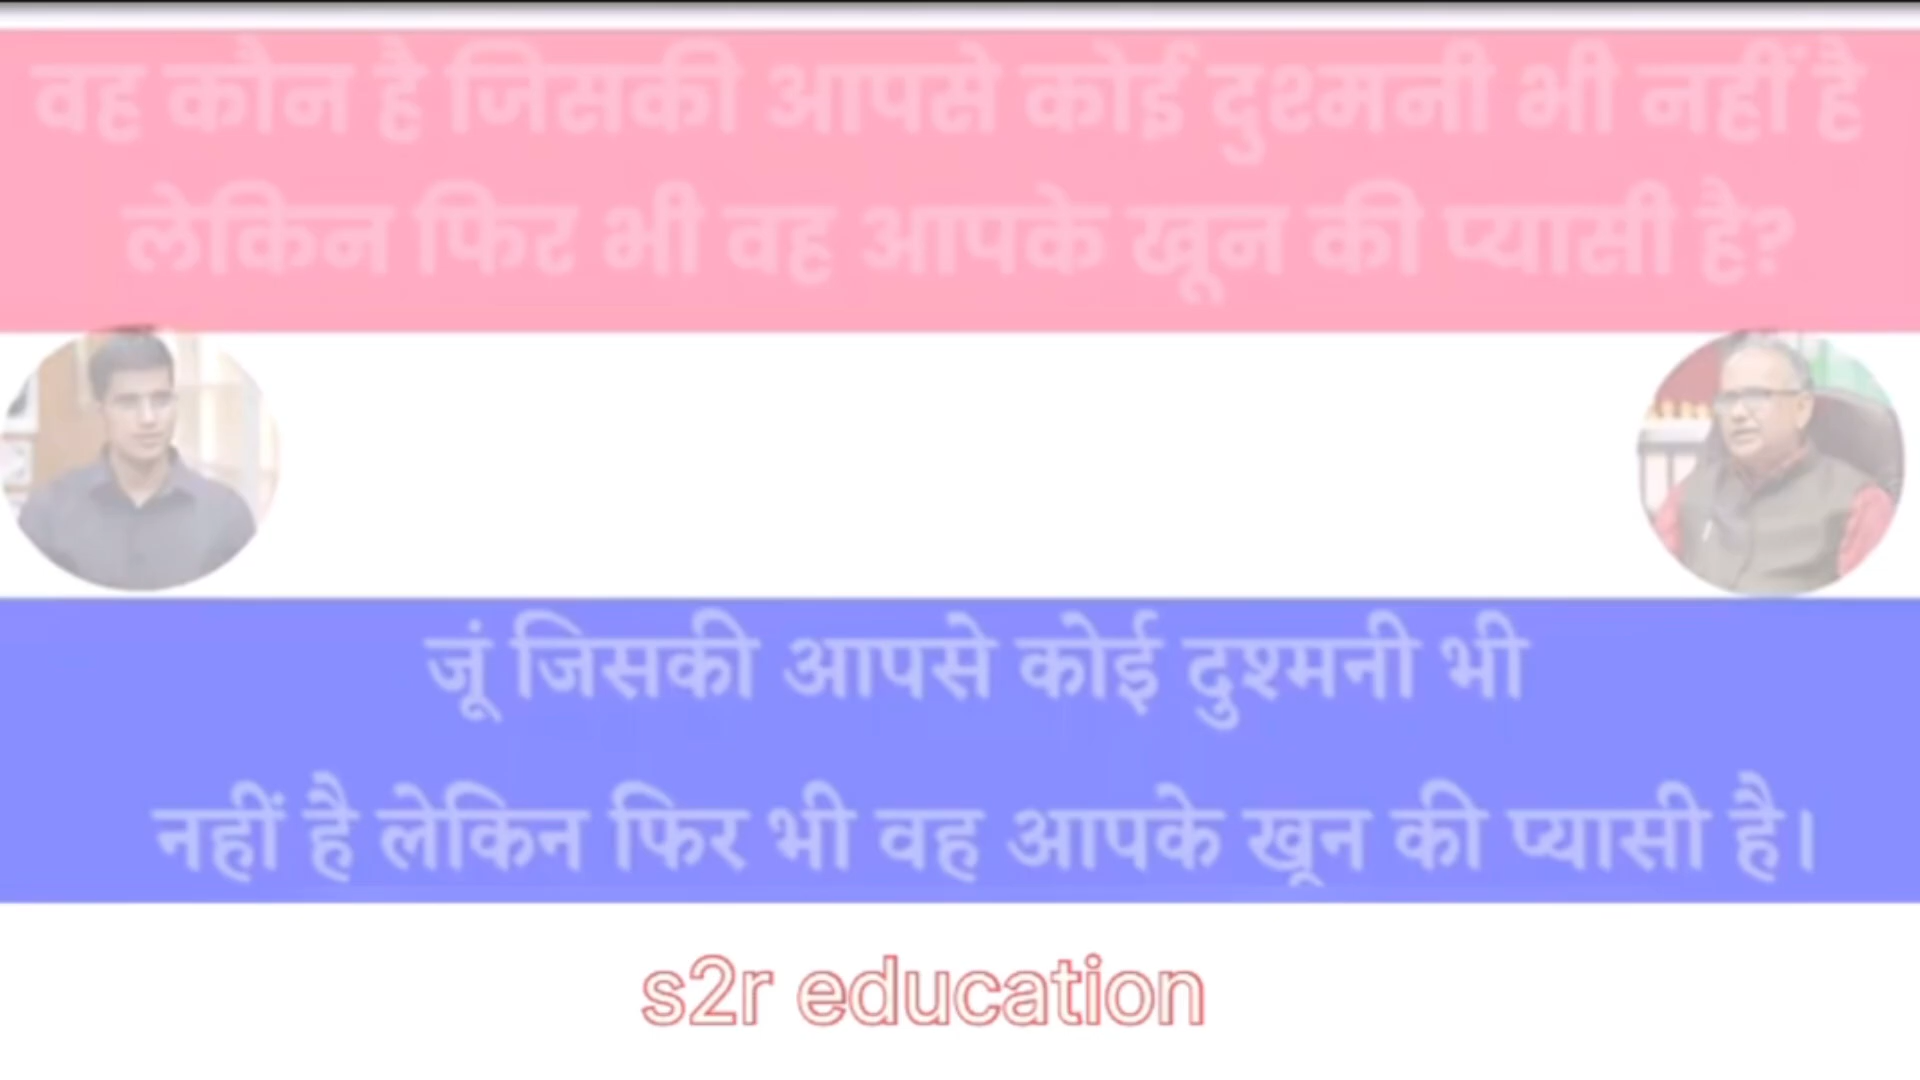 वह कौन है जिसकी आपसे कोई दुश्मनी भी नहीं है
लेकिन फिर भी वह आपके खून की प्यासी है?
जूं जिसकी आपसे कोई दुश्मनी भी
नहीं है लेकिन फिर भी वह आपके खून की प्यासी है।
s2r education